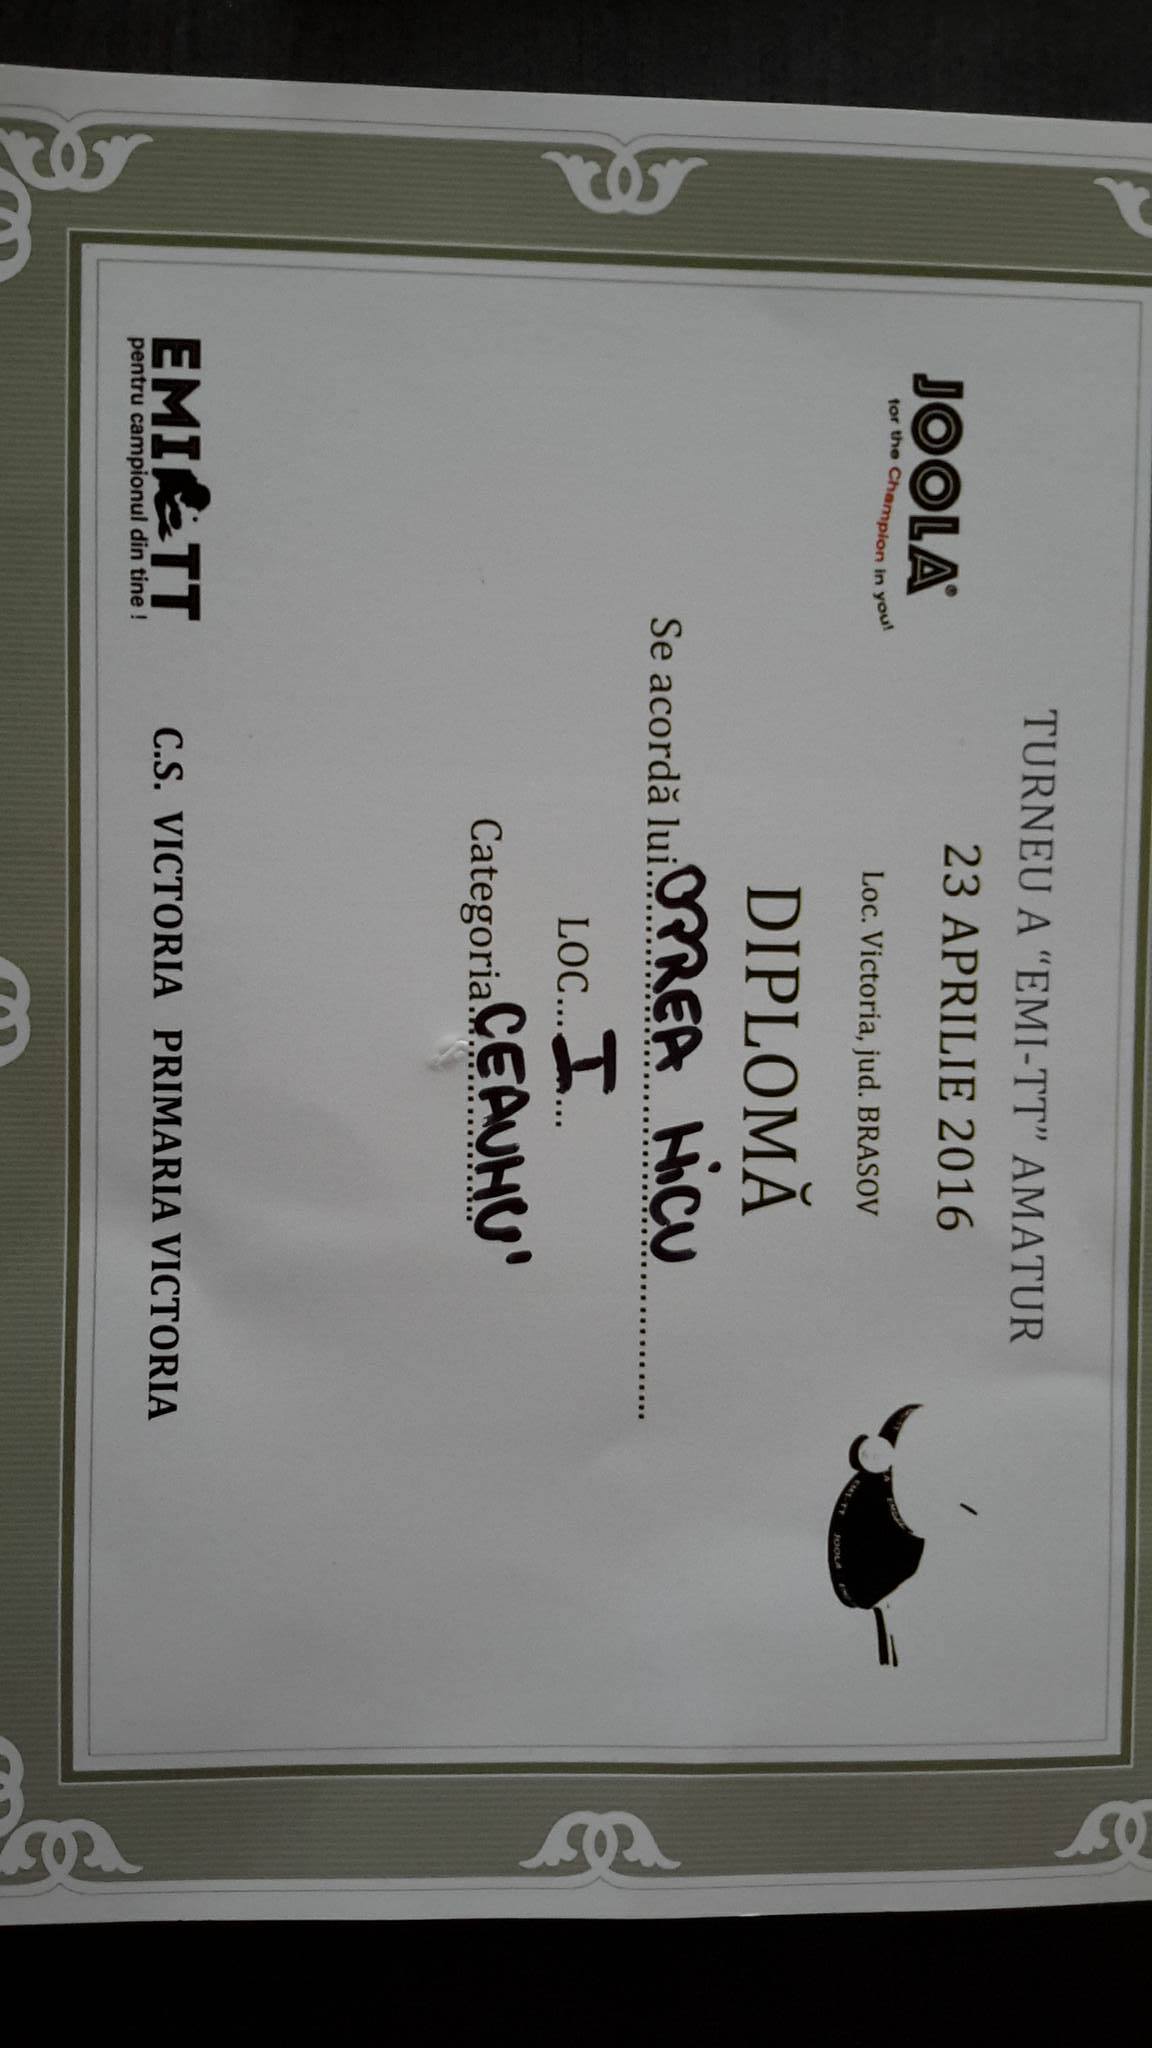 TURNEU A “EMI-TT” AMATUR
23 APRILIE 2016
JOOLA®
for the Champion in you!
Loc. Victoria, jud. BRASOV
DIPLOMĂ
Se acordă lui OPREA NICU
LOC... I ...
Categoria CEAUNU'
EMI TT
pentru campionul din tine !
C.S. VICTORIA PRIMARIA VICTORIA